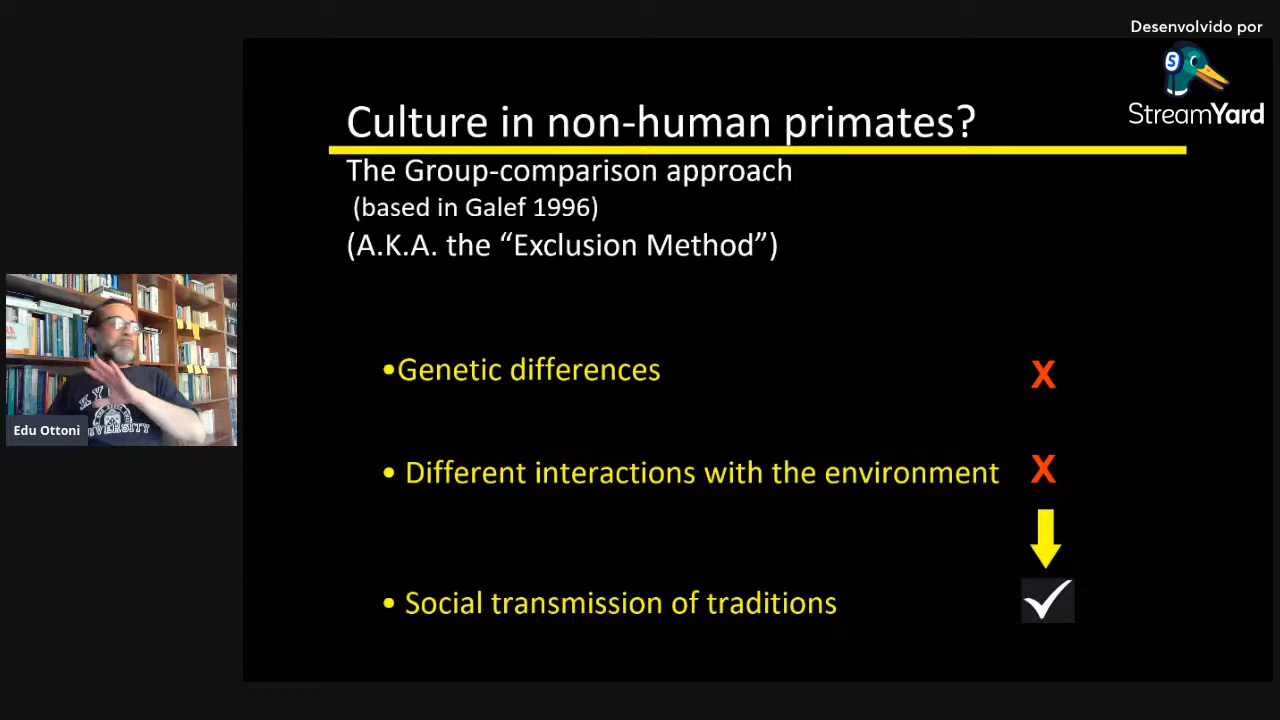 Desenvolvido por
StreamYard
Culture in non-human primates?
The Group-comparison approach
(based in Galef 1996)
(A.K.A. the “Exclusion Method”)
•Genetic differences X
• Different interactions with the environment X
• Social transmission of traditions
Edu Ottoni